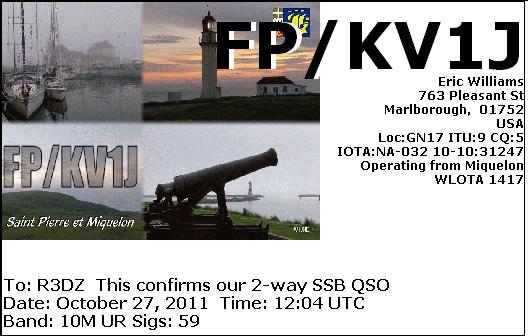 FP/KV1J
Eric Williams
763 Pleasant St
Marlborough, 01752
USA
Loc:GN17 ITU:9 CQ:5
IOTA:NA-032 10-10:31247
Operating from Miquelon
WLOTA 1417
FP/KV1J
Saint Pierre et Miquelon
To: R3DZ This confirms our 2-way SSB QSO
Date: October 27, 2011 Time: 12:04 UTC
Band: 10M UR Sigs: 59